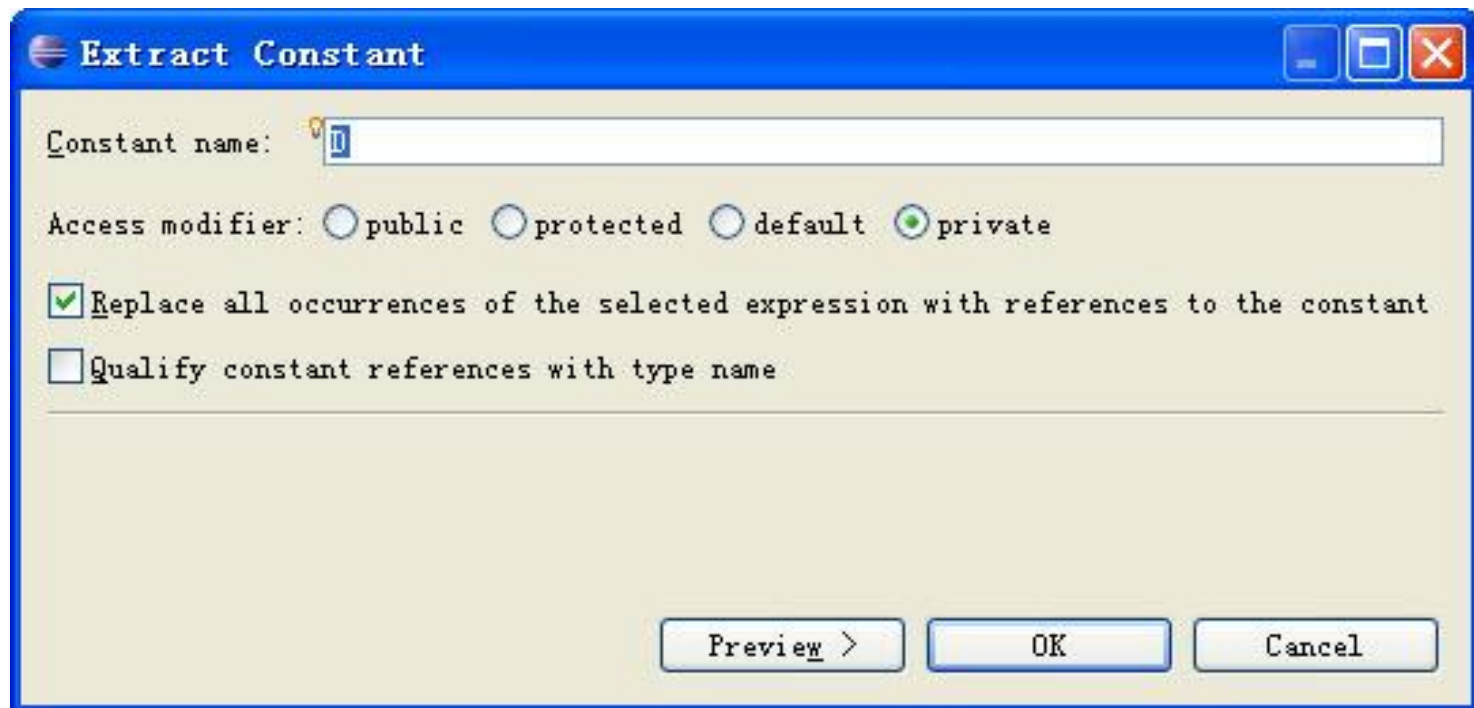 Extract Constant
Constant name: D
Access modifier: public protected default private
Replace all occurrences of the selected expression with references to the constant
Qualify constant references with type name
Preview > OK Cancel